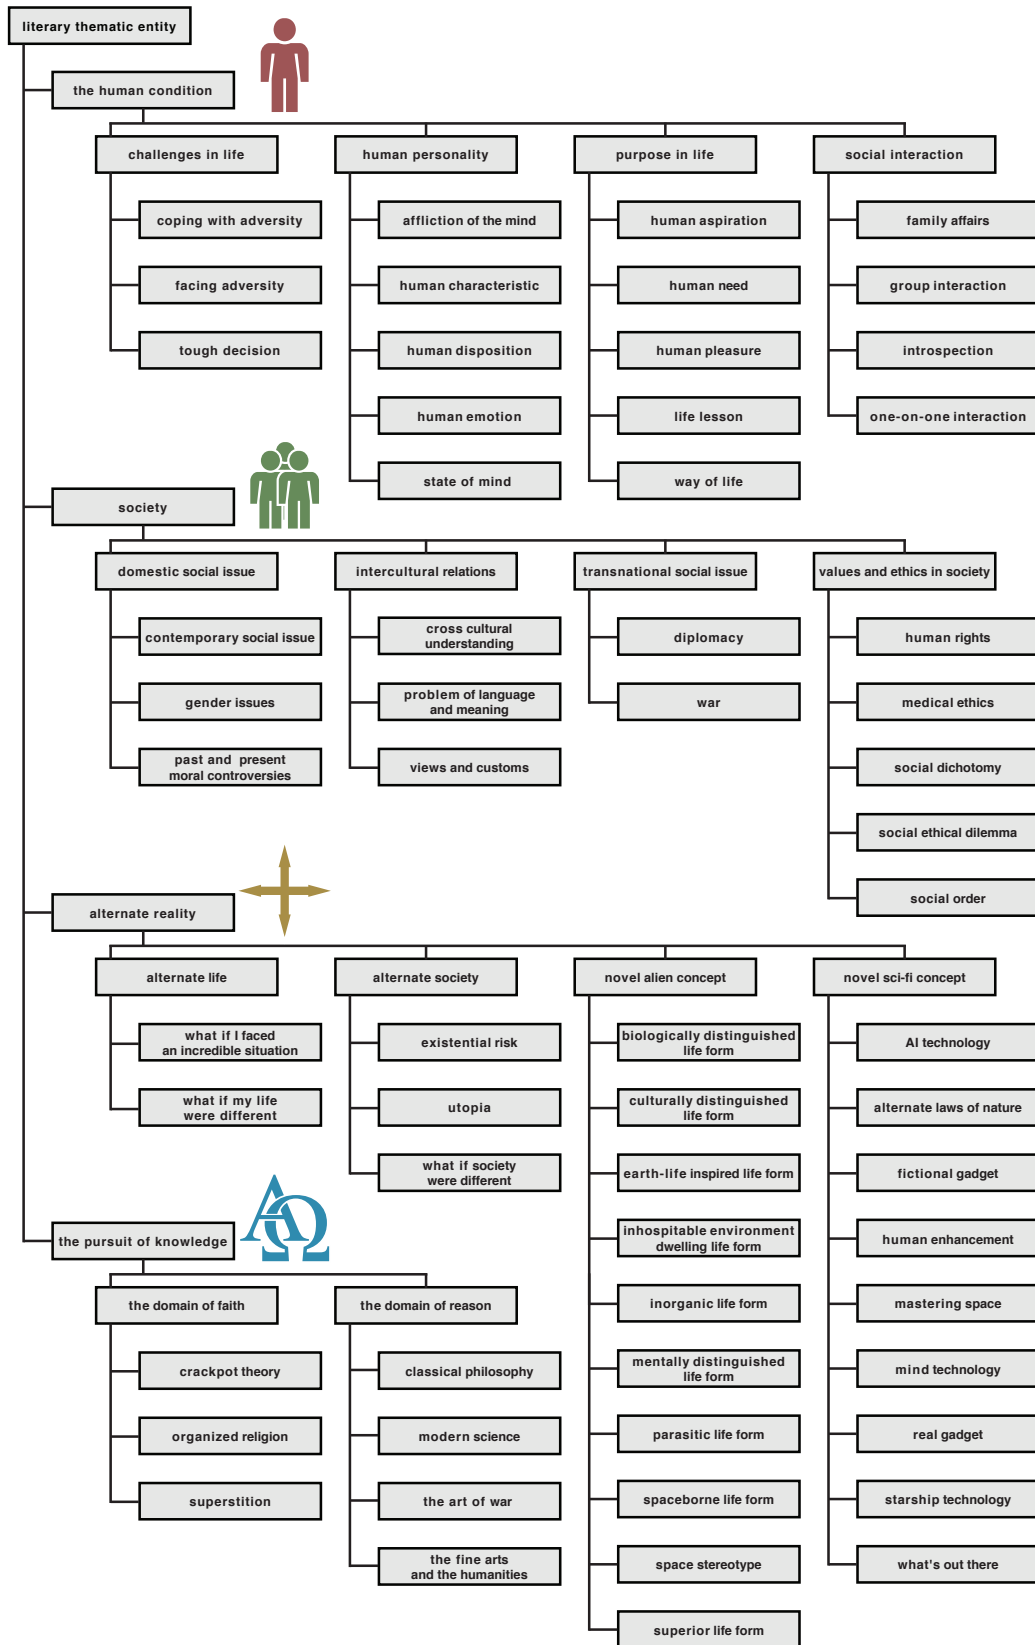 literary thematic entity
the human condition
challenges in life
human personality
purpose in life
social interaction
coping with adversity
affliction of the mind
human aspiration
family affairs
facing adversity
human characteristic
human need
group interaction
tough decision
human disposition
human pleasure
introspection
human emotion
life lesson
one-on-one interaction
state of mind
way of life
society
domestic social issue
intercultural relations
transnational social issue
values and ethics in society
contemporary social issue
cross cultural
understanding
diplomacy
human rights
gender issues
problem of language
and meaning
war
medical ethics
past and present
moral controversies
views and customs
social dichotomy
social ethical dilemma
social order
alternate reality
alternate life
alternate society
novel alien concept
novel sci-fi concept
what if I faced
an incredible situation
existential risk
biologically distinguished
life form
AI technology
what if my life
were different
utopia
culturally distinguished
life form
alternate laws of nature
what if society
were different
earth-life inspired life form
fictional gadget
ΑΩ
the pursuit of knowledge
inhospitable environment
dwelling life form
human enhancement
the domain of faith
the domain of reason
inorganic life form
mastering space
crackpot theory
classical philosophy
mentally distinguished
life form
mind technology
organized religion
modern science
parasitic life form
real gadget
superstition
the art of war
spaceborne life form
starship technology
the fine arts
and the humanities
space stereotype
what's out there
superior life form